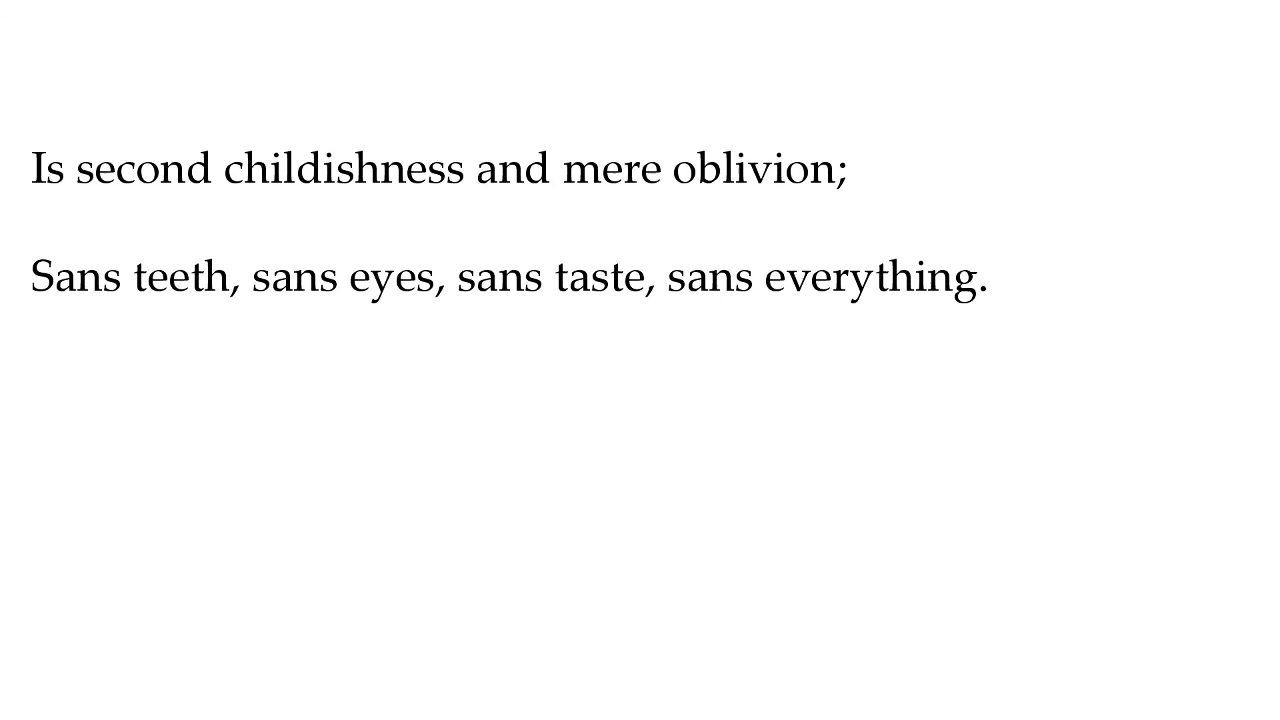 Is second childishness and mere oblivion;
Sans teeth, sans eyes, sans taste, sans everything.